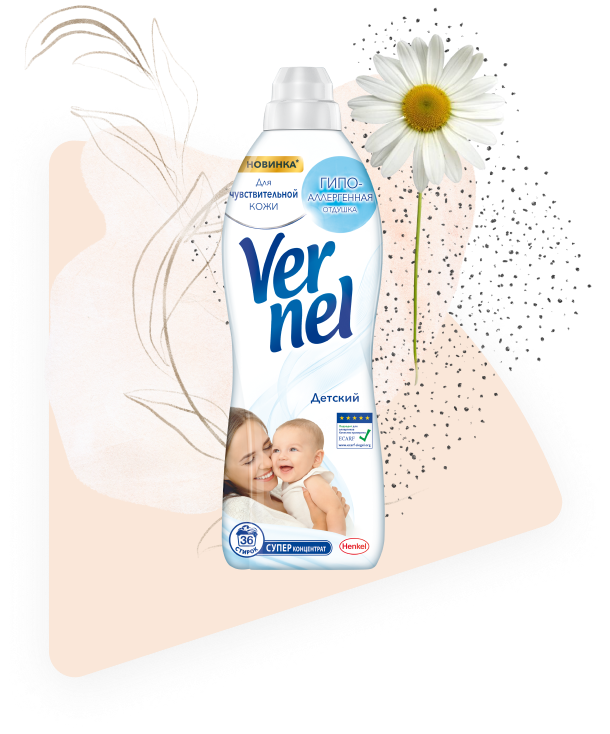 НОВИНКА*
Для
чувствительной
кожи
ГИПО-
АЛЛЕРГЕННАЯ
ОТДУШКА
Ver
nel
Детский
ECARF
36
СТИРОК
СУПЕР КОНЦЕНТРАТ
Henkel